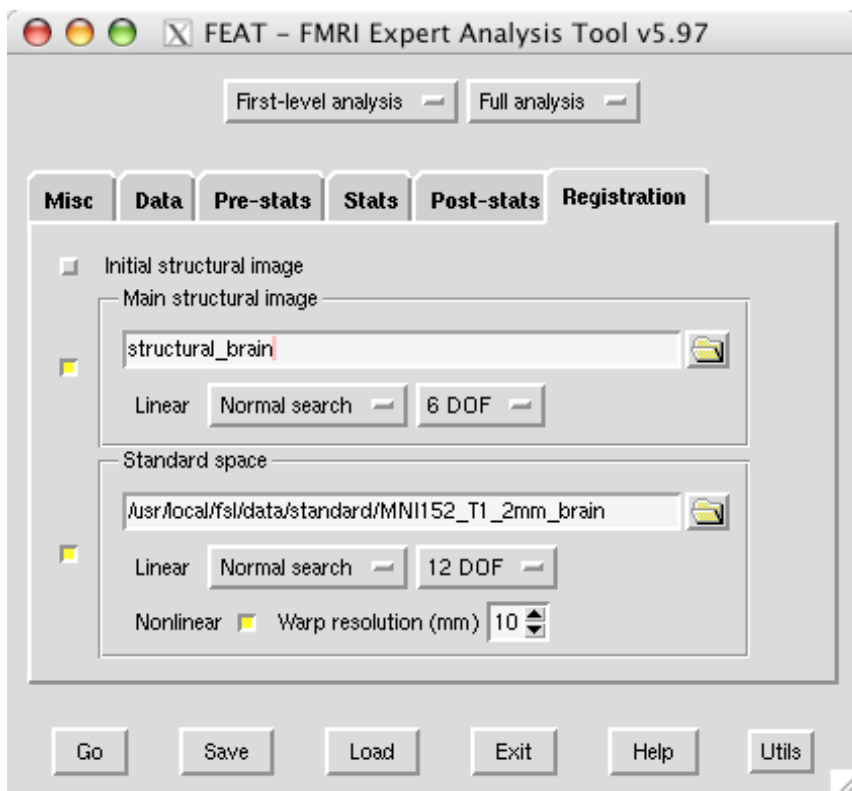 FEAT - FMRI Expert Analysis Tool v5.97
First-level analysis Full analysis
Misc Data Pre-stats Stats Post-stats Registration
Initial structural image
Main structural image
structural_brain
Linear Normal search 6 DOF
Standard space
/usr/local/fsl/data/standard/MNI152_T1_2mm_brain
Linear Normal search 12 DOF
Nonlinear Warp resolution (mm) 10
Go Save Load Exit Help Utils